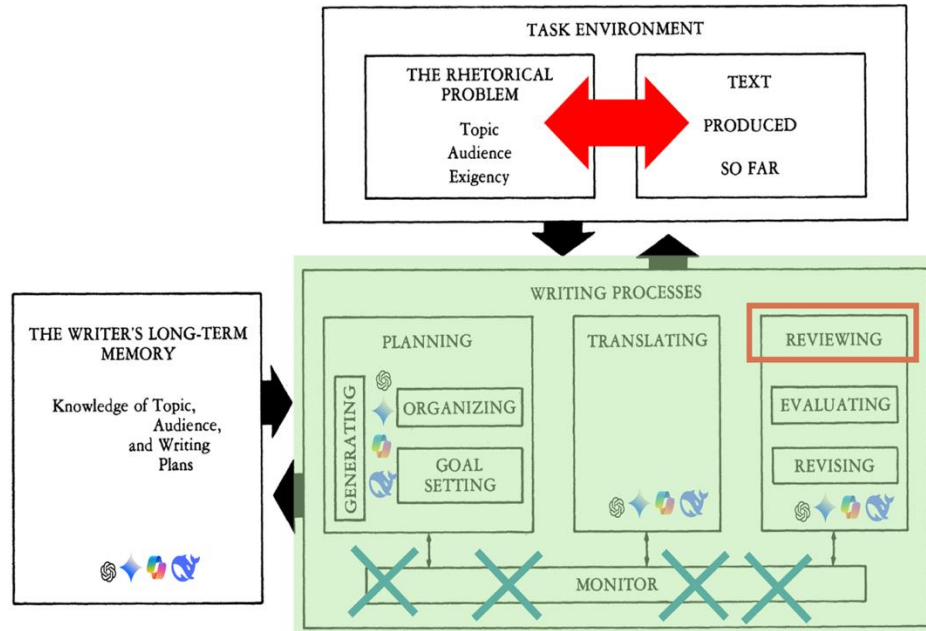 TASK ENVIRONMENT
THE RHETORICAL
PROBLEM
Topic
Audience
Exigency
TEXT
PRODUCED
SO FAR
THE WRITER'S LONG-TERM
MEMORY
Knowledge of Topic,
Audience,
and Writing
Plans
WRITING PROCESSES
PLANNING
GENERATING
ORGANIZING
GOAL
SETTING
TRANSLATING
REVIEWING
EVALUATING
REVISING
MONITOR